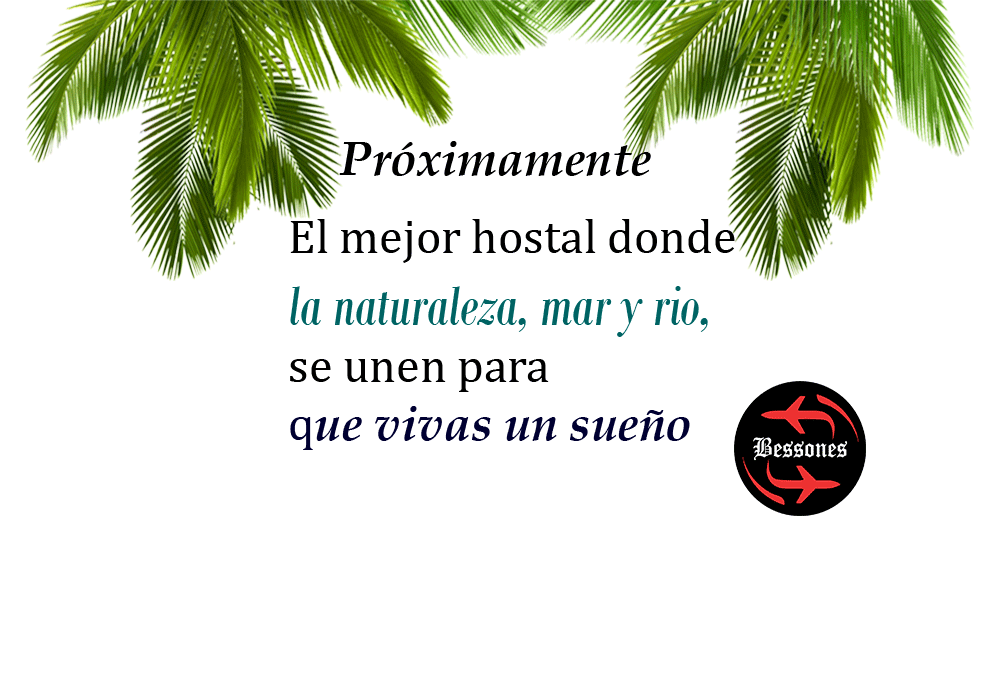 Próximamente
El mejor hostal donde
la naturaleza, mar y rio,
se unen para
que vivas un sueño
Bessones